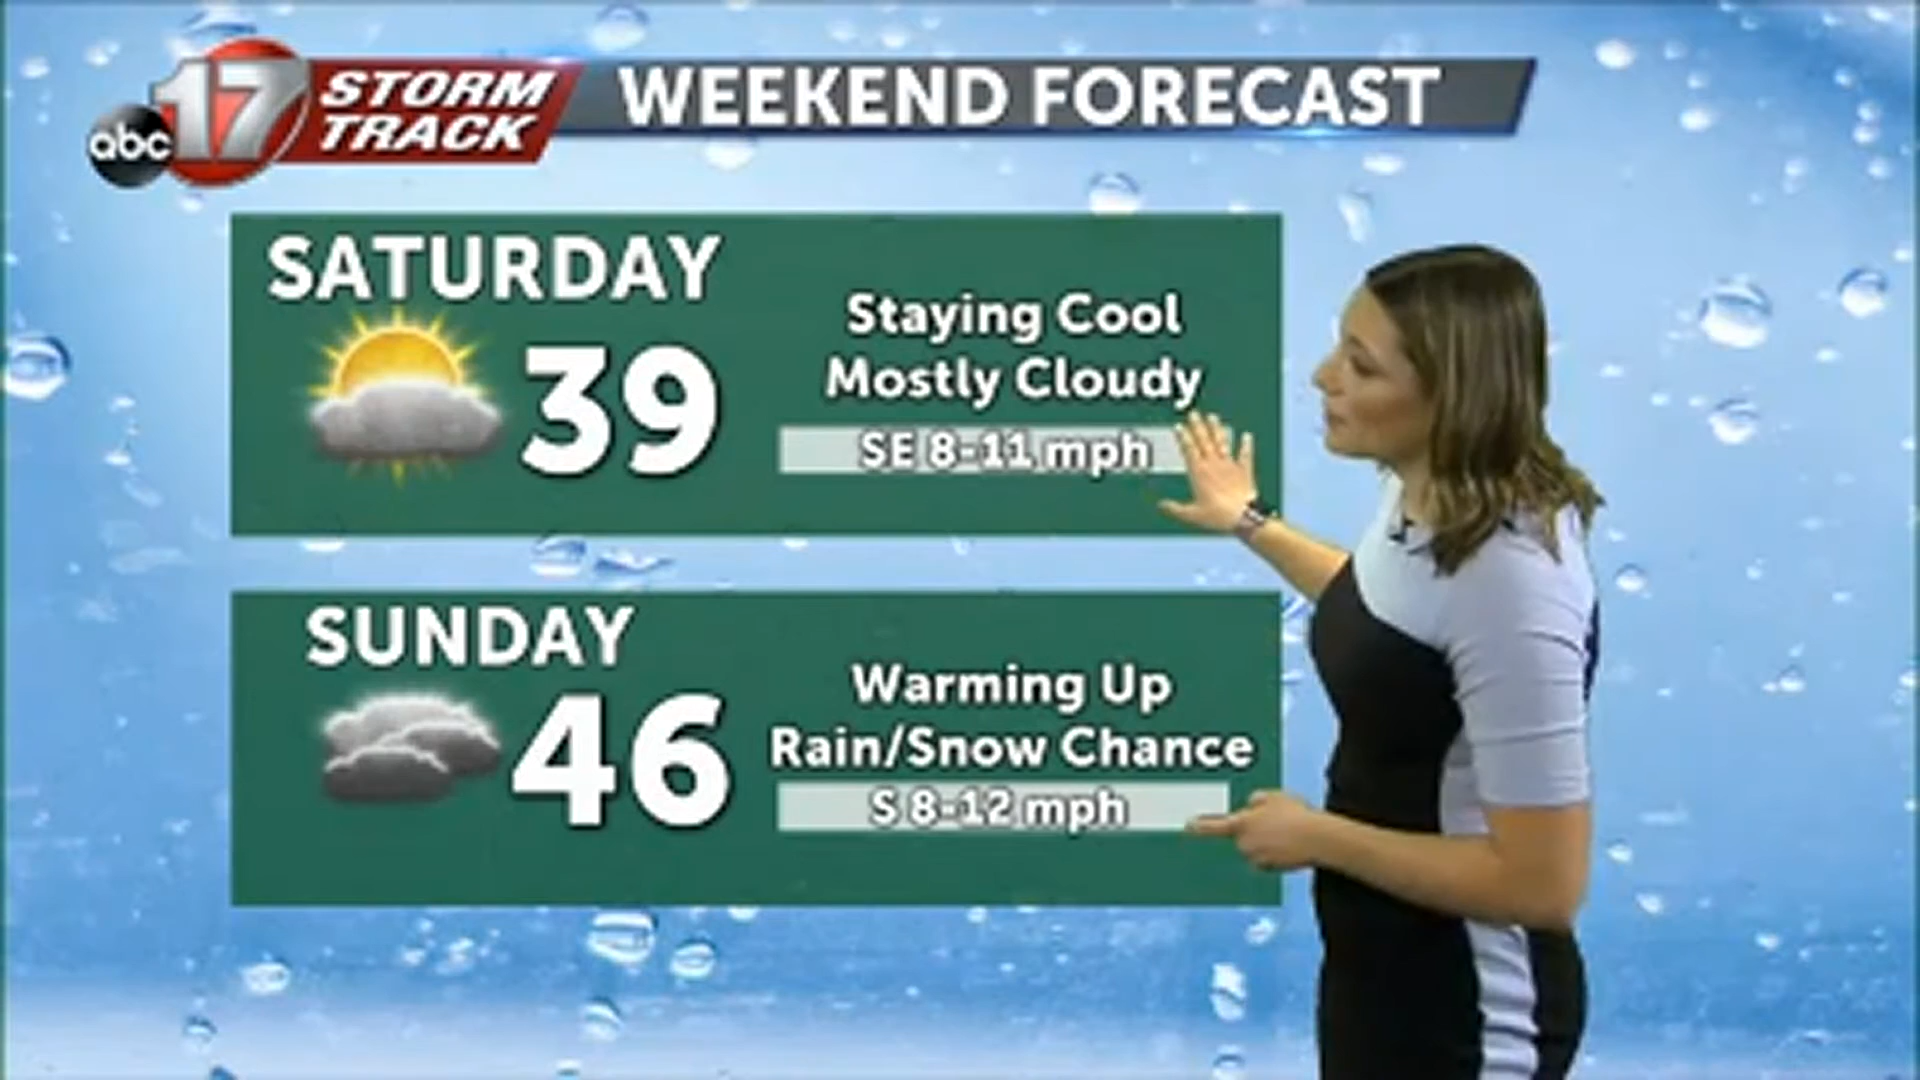 abc 17 STORM TRACK
WEEKEND FORECAST
SATURDAY
39
Staying Cool
Mostly Cloudy
SE 8-11 mph
SUNDAY
46
Warming Up
Rain/Snow Chance
S 8-12 mph